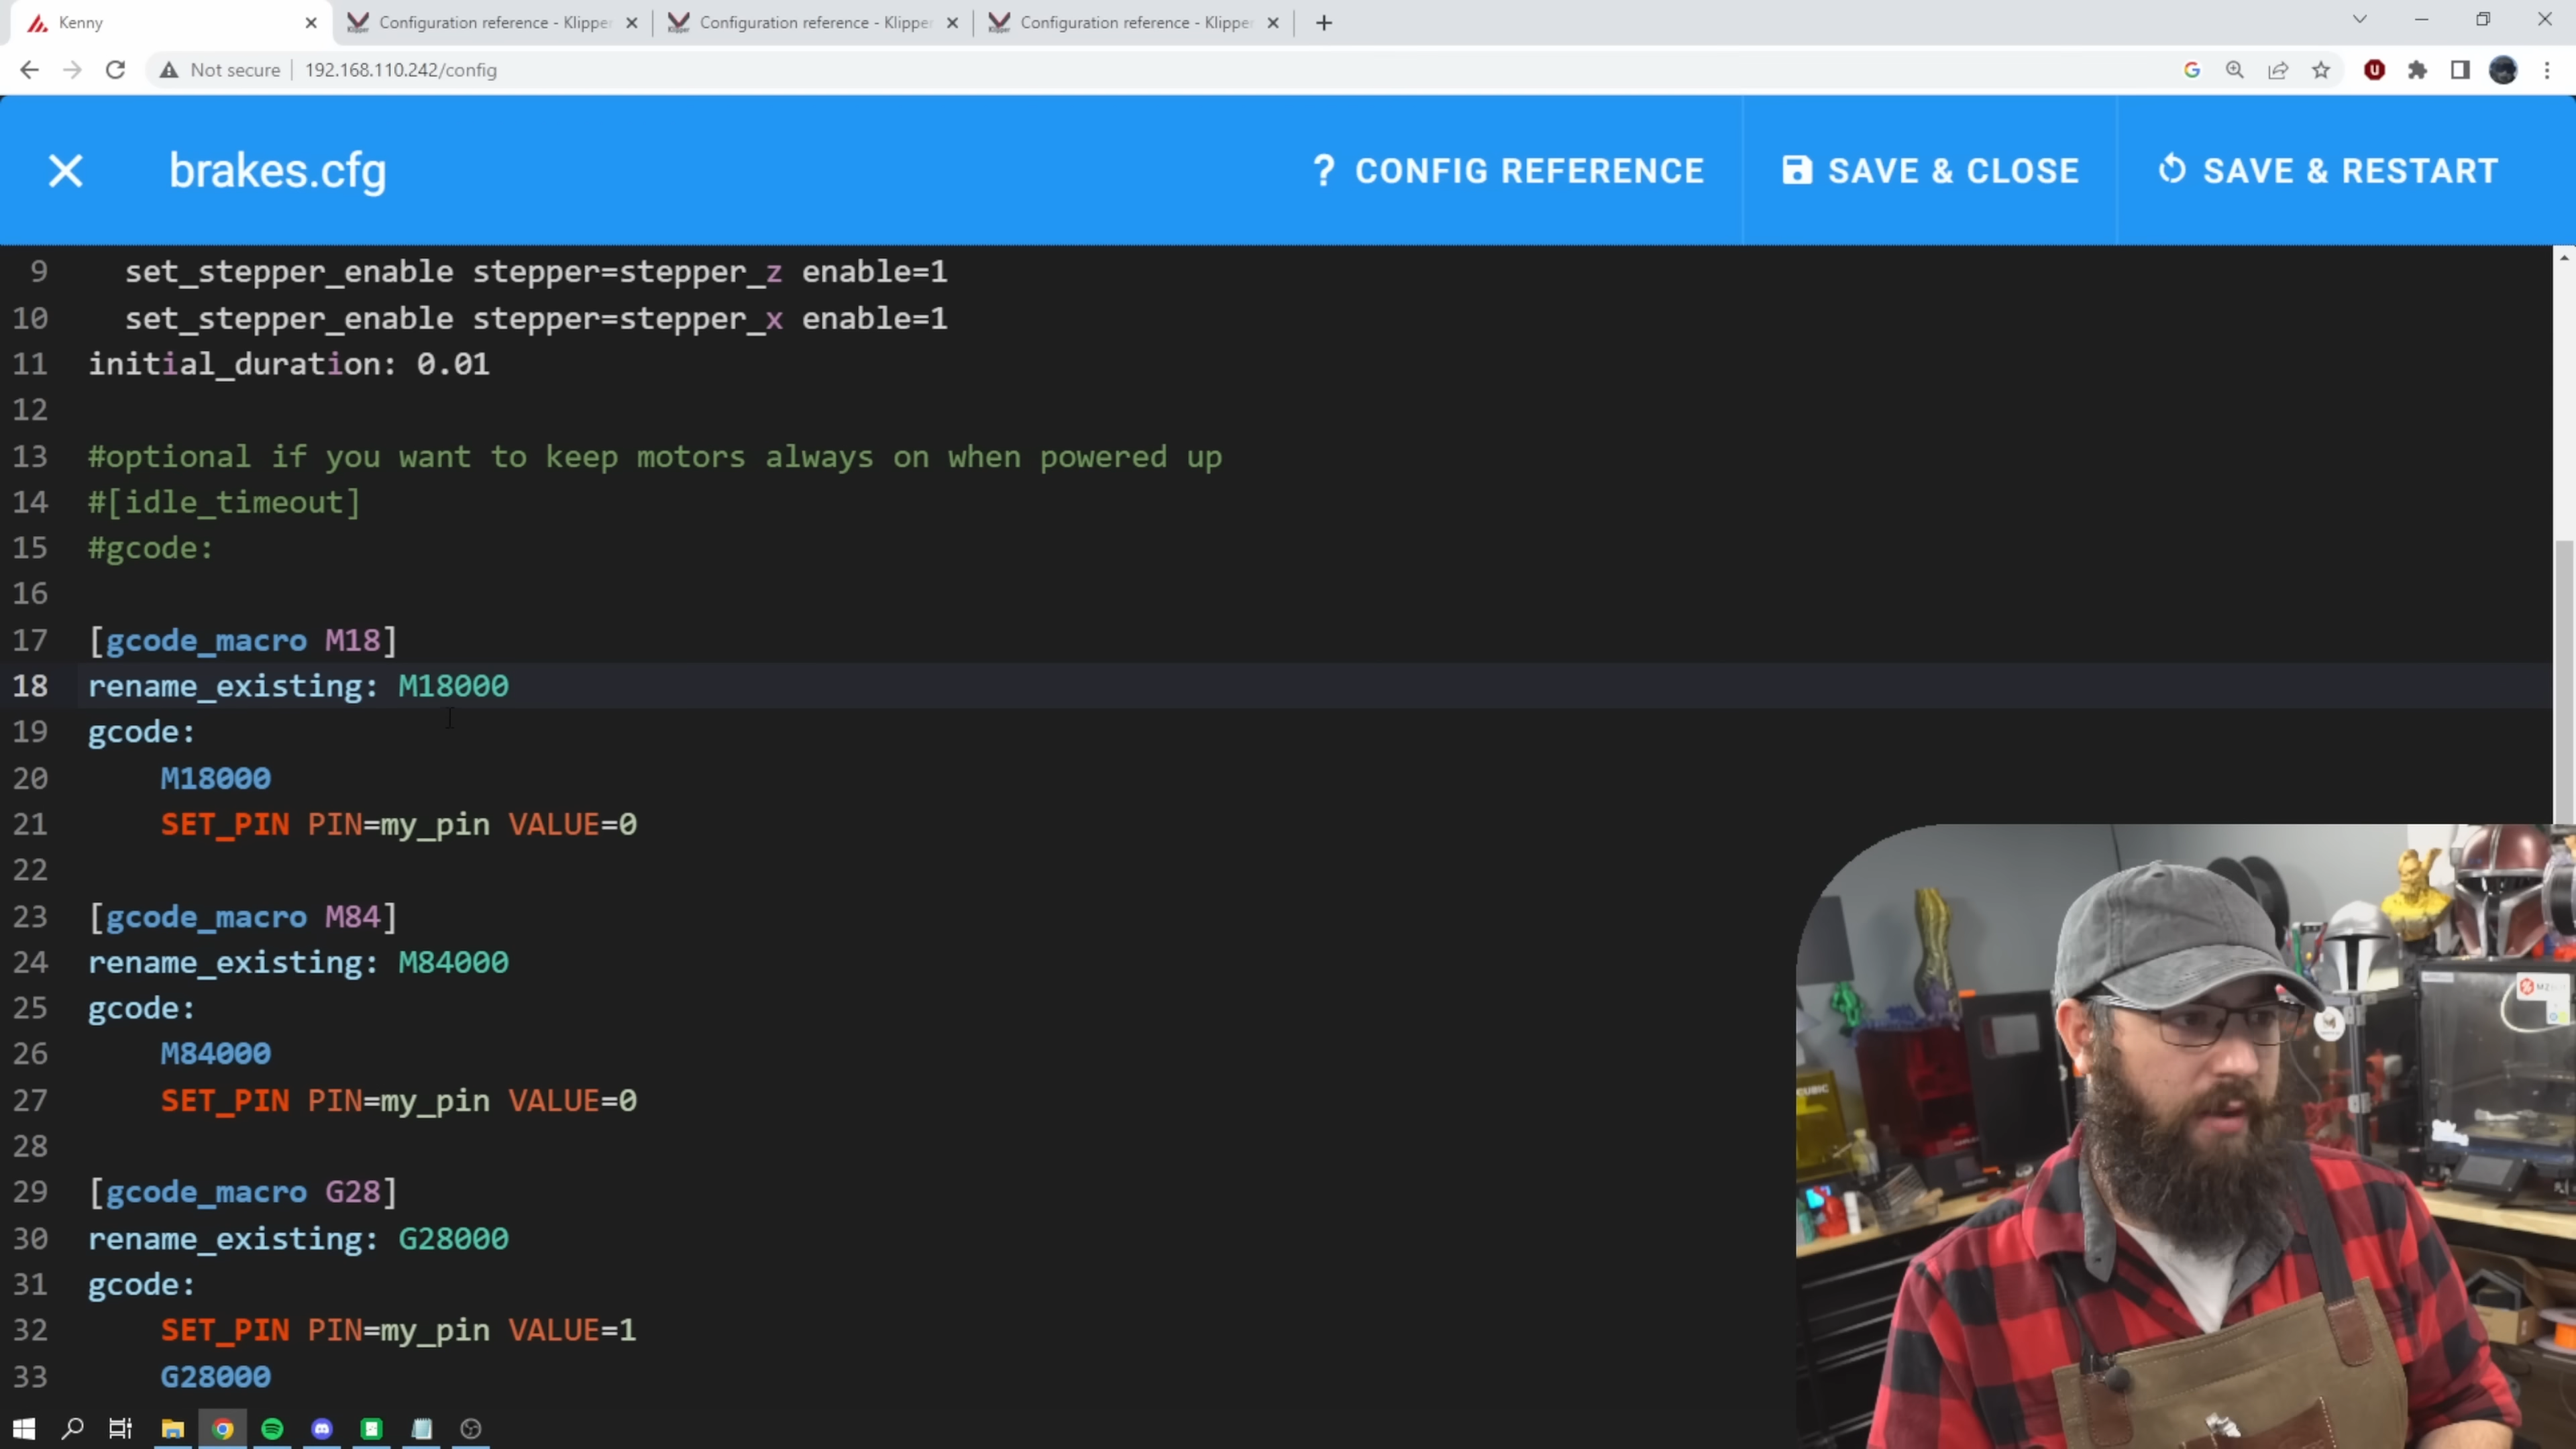 Kenny
Configuration reference - Klipper
Configuration reference - Klipper
Configuration reference - Klipper
Not secure
192.168.110.242/config
brakes.cfg
? CONFIG REFERENCE
SAVE & CLOSE
SAVE & RESTART
9 set_stepper_enable stepper=stepper_z enable=1
10 set_stepper_enable stepper=stepper_x enable=1
11 initial_duration: 0.01
12
13 #optional if you want to keep motors always on when powered up
14 #[idle_timeout]
15 #gcode:
16
17 [gcode_macro M18]
18 rename_existing: M18000
19 gcode:
20 M18000
21 SET_PIN PIN=my_pin VALUE=0
22
23 [gcode_macro M84]
24 rename_existing: M84000
25 gcode:
26 M84000
27 SET_PIN PIN=my_pin VALUE=0
28
29 [gcode_macro G28]
30 rename_existing: G28000
31 gcode:
32 SET_PIN PIN=my_pin VALUE=1
33 G28000